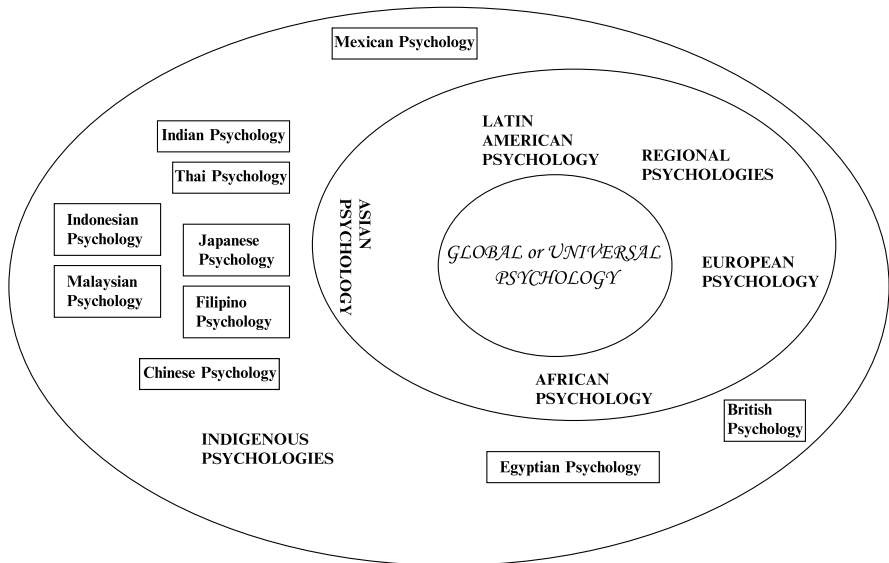 Mexican Psychology
Indian Psychology
Thai Psychology
Indonesian
Psychology
Japanese
Psychology
Malaysian
Psychology
Filipino
Psychology
Chinese Psychology
INDIGENOUS
PSYCHOLOGIES
ASIAN
PSYCHOLOGY
LATIN
AMERICAN
PSYCHOLOGY
REGIONAL
PSYCHOLOGIES
GLOBAL or UNIVERSAL
PSYCHOLOGY
EUROPEAN
PSYCHOLOGY
AFRICAN
PSYCHOLOGY
British
Psychology
Egyptian Psychology